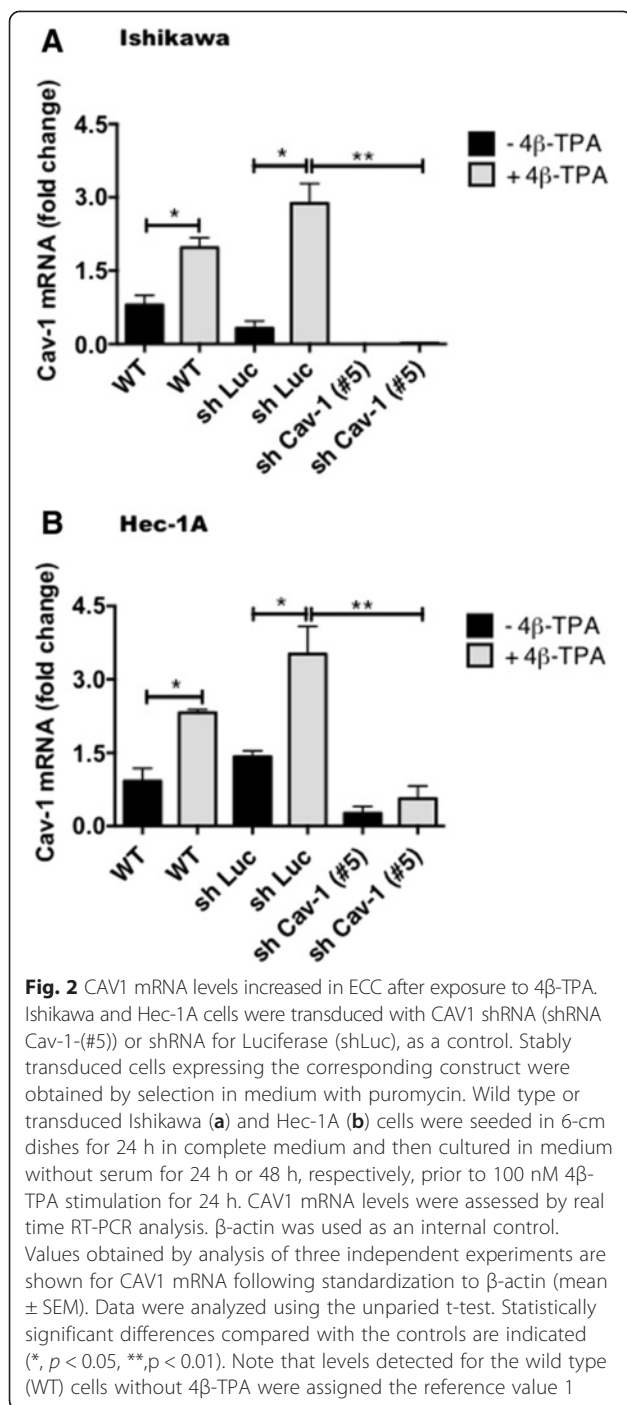 A Ishikawa
Cav-1 mRNA (fold change)
4.5
3.0
1.5
0.0
*
*
**
- 4β-TPA
+ 4β-TPA
WT
WT
sh Luc
sh Luc
sh Cav-1 (#5)
sh Cav-1 (#5)
B Hec-1A
Cav-1 mRNA (fold change)
4.5
3.0
1.5
0.0
*
*
**
- 4β-TPA
+ 4β-TPA
WT
WT
sh Luc
sh Luc
sh Cav-1 (#5)
sh Cav-1 (#5)
Fig. 2 CAV1 mRNA levels increased in ECC after exposure to 4β-TPA.
Ishikawa and Hec-1A cells were transduced with CAV1 shRNA (shRNA
Cav-1-(#5)) or shRNA for Luciferase (shLuc), as a control. Stably
transduced cells expressing the corresponding construct were
obtained by selection in medium with puromycin. Wild type or
transduced Ishikawa (a) and Hec-1A (b) cells were seeded in 6-cm
dishes for 24 h in complete medium and then cultured in medium
without serum for 24 h or 48 h, respectively, prior to 100 nM 4β-
TPA stimulation for 24 h. CAV1 mRNA levels were assessed by real
time RT-PCR analysis. β-actin was used as an internal control.
Values obtained by analysis of three independent experiments are
shown for CAV1 mRNA following standardization to β-actin (mean
± SEM). Data were analyzed using the unparied t-test. Statistically
significant differences compared with the controls are indicated
(*, p < 0.05, **,p < 0.01). Note that levels detected for the wild type
(WT) cells without 4β-TPA were assigned the reference value 1